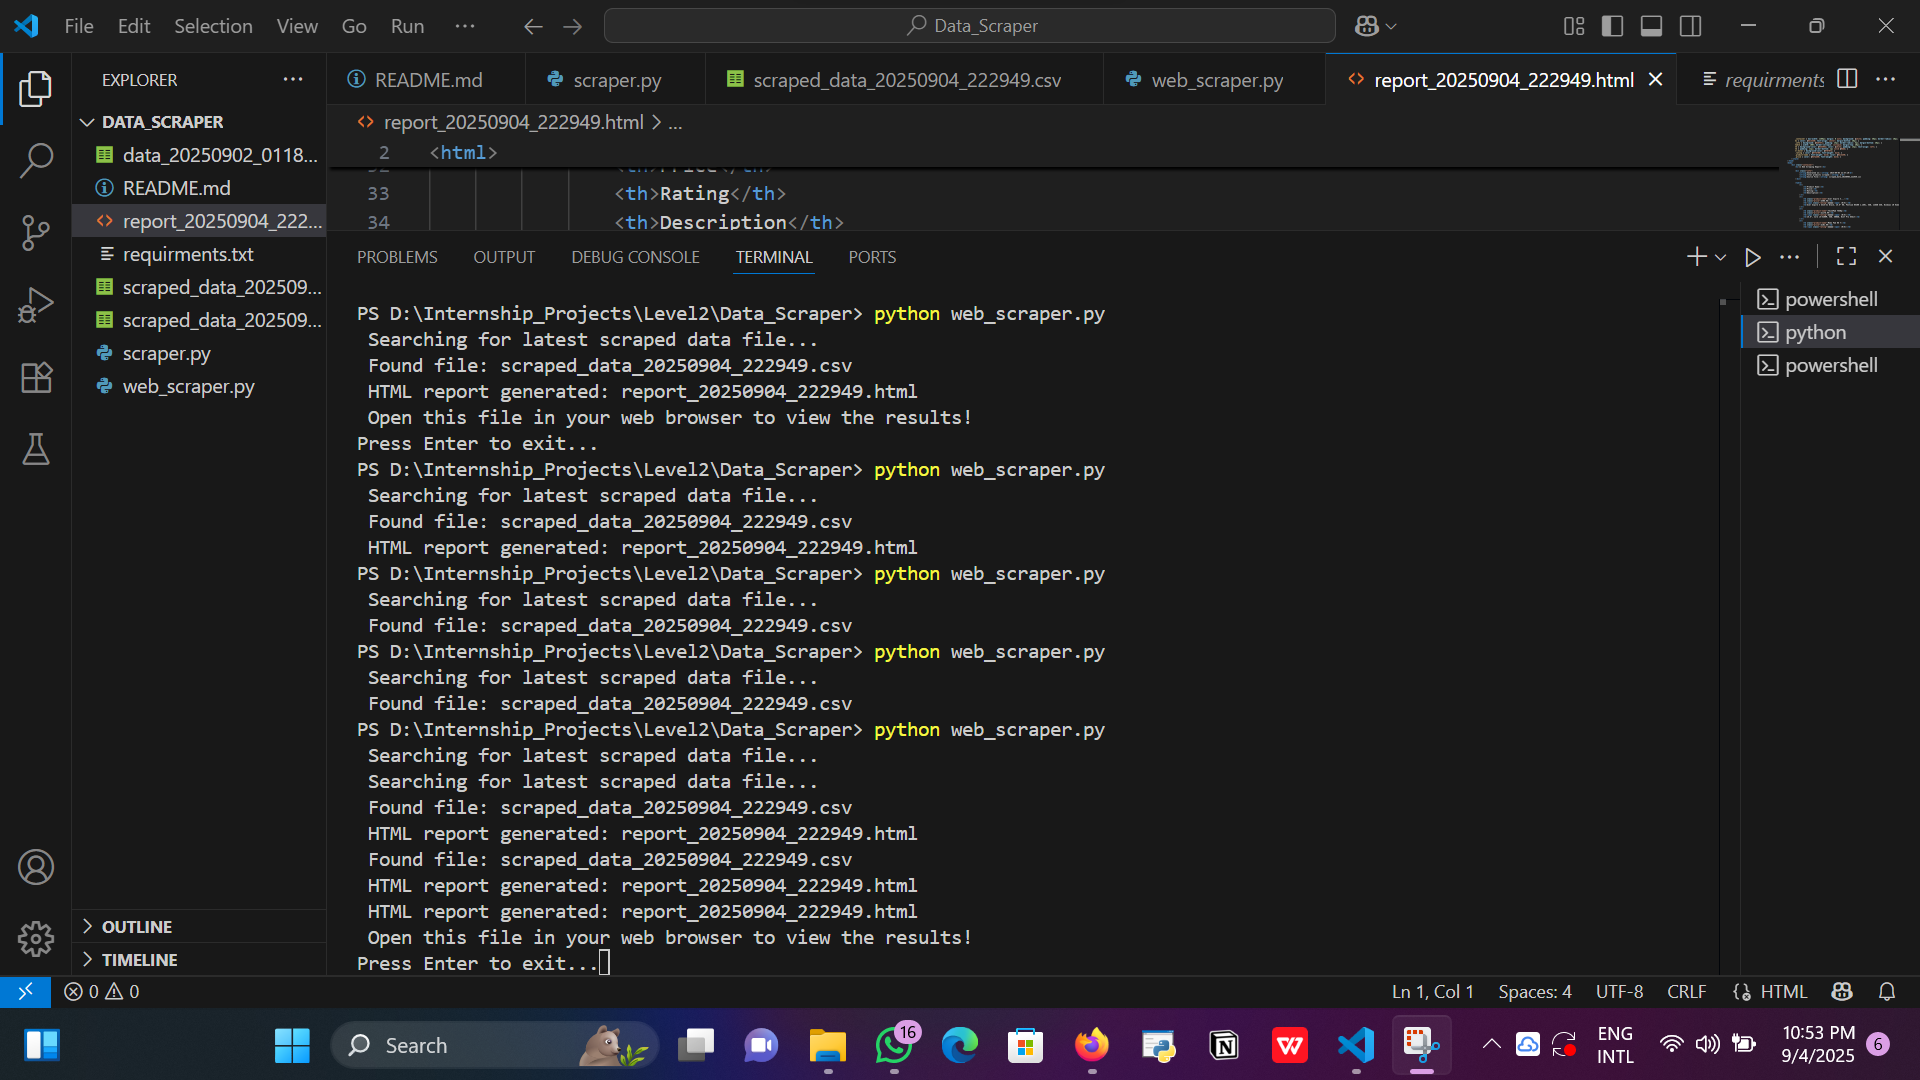 File Edit Selection View Go Run ... Data_Scraper
EXPLORER ...
README.md scraper.py scraped_data_20250904_222949.csv web_scraper.py report_20250904_222949.html requirments
DATA_SCRAPER
data_20250902_0118...
README.md
report_20250904_222...
requirments.txt
scraped_data_202509...
scraped_data_202509...
scraper.py
web_scraper.py
OUTLINE
TIMELINE
report_20250904_222949.html > ...
2 <html>
33 <th>Rating</th>
34 <th>Description</th>
PROBLEMS OUTPUT DEBUG CONSOLE TERMINAL PORTS
PS D:\Internship_Projects\Level2\Data_Scraper> python web_scraper.py
Searching for latest scraped data file...
Found file: scraped_data_20250904_222949.csv
HTML report generated: report_20250904_222949.html
Open this file in your web browser to view the results!
Press Enter to exit...
PS D:\Internship_Projects\Level2\Data_Scraper> python web_scraper.py
Searching for latest scraped data file...
Found file: scraped_data_20250904_222949.csv
HTML report generated: report_20250904_222949.html
PS D:\Internship_Projects\Level2\Data_Scraper> python web_scraper.py
Searching for latest scraped data file...
Found file: scraped_data_20250904_222949.csv
PS D:\Internship_Projects\Level2\Data_Scraper> python web_scraper.py
Searching for latest scraped data file...
Found file: scraped_data_20250904_222949.csv
PS D:\Internship_Projects\Level2\Data_Scraper> python web_scraper.py
Searching for latest scraped data file...
Searching for latest scraped data file...
Found file: scraped_data_20250904_222949.csv
HTML report generated: report_20250904_222949.html
Found file: scraped_data_20250904_222949.csv
HTML report generated: report_20250904_222949.html
HTML report generated: report_20250904_222949.html
Open this file in your web browser to view the results!
Press Enter to exit...
powershell
python
powershell
0 0 Ln 1, Col 1 Spaces: 4 UTF-8 CRLF HTML
Search 16 ENG INTL 10:53 PM 9/4/2025 6